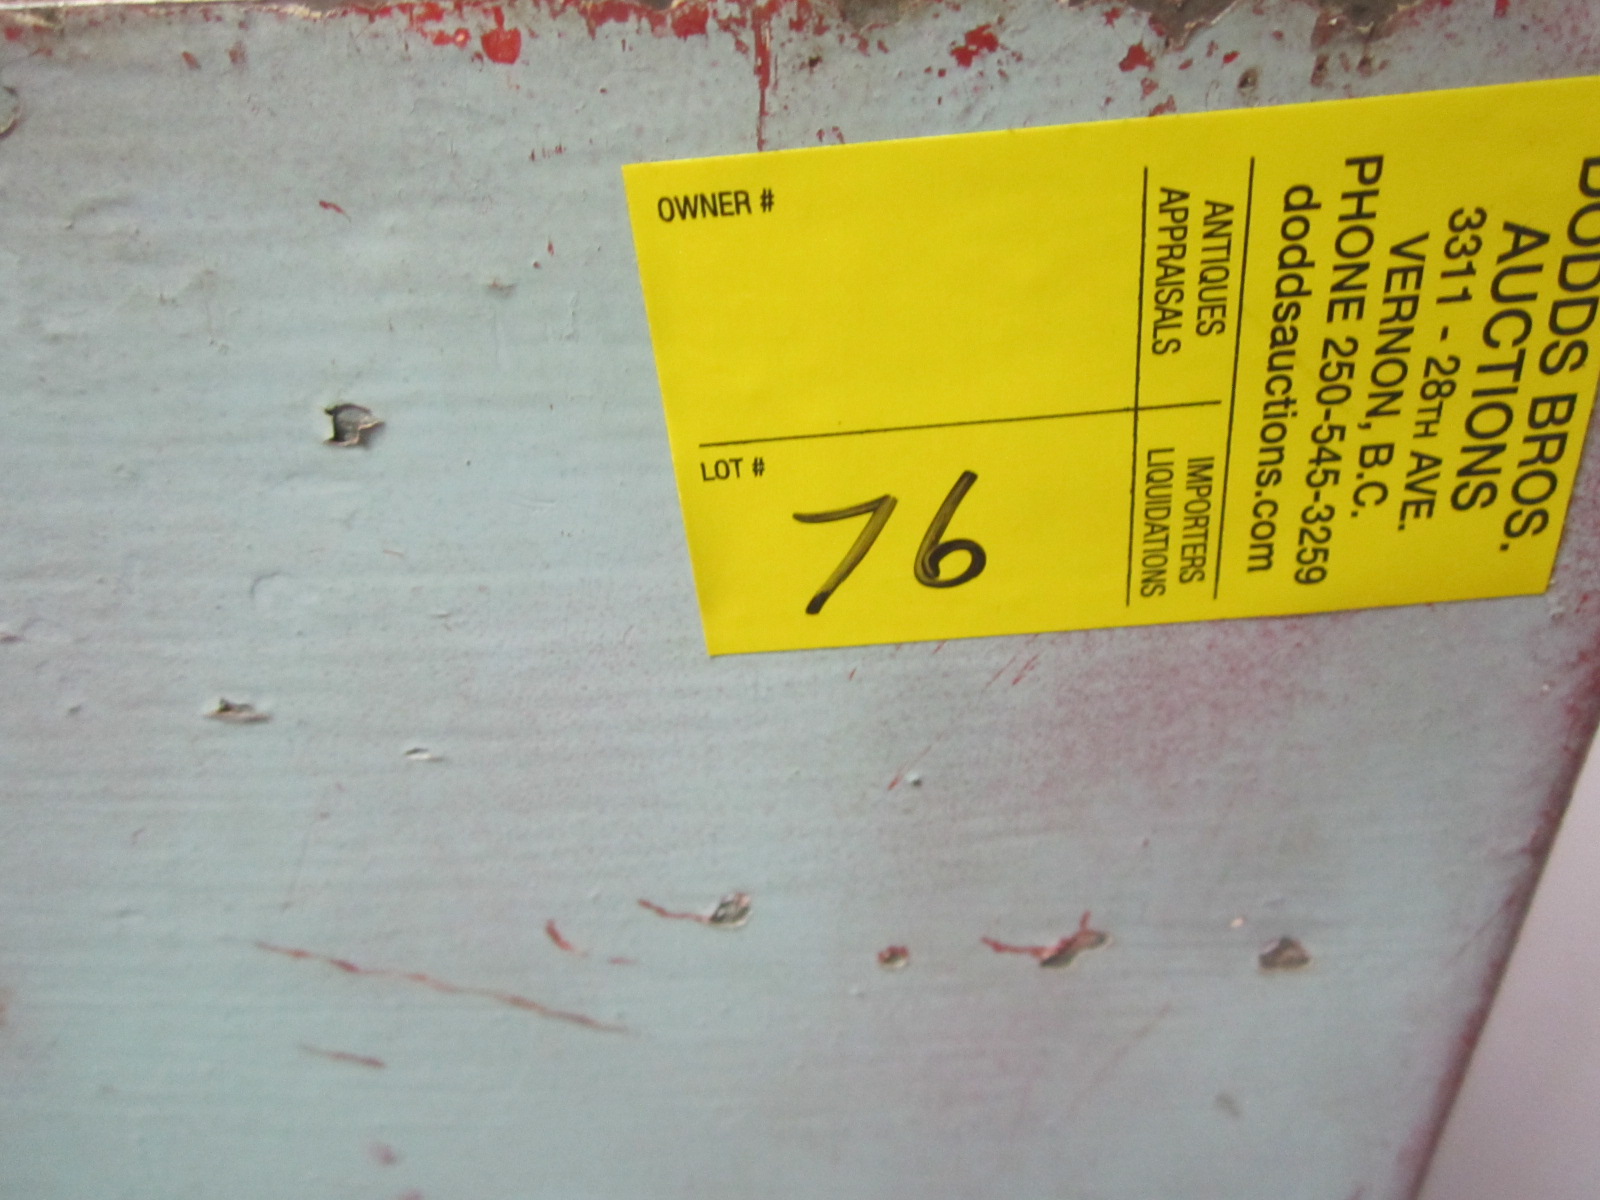 DODDS BROS.
AUCTIONS
3311 - 28TH AVE.
VERNON, B.C.
PHONE 250-545-3259
doddsauctions.com
ANTIQUES
APPRAISALS
IMPORTERS
LIQUIDATIONS
OWNER #
LOT #
76